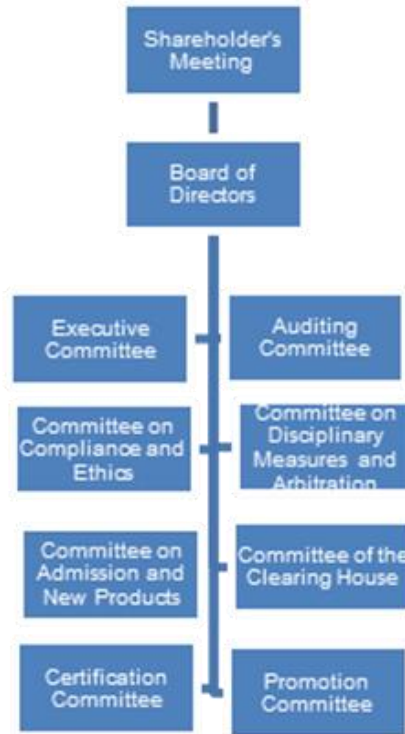 Shareholder's
Meeting
Board of
Directors
Executive
Committee
Auditing
Committee
Committee on
Compliance and
Ethics
Committee on
Disciplinary
Measures and
Arbitration
Committee on
Admission and
New Products
Committee of the
Clearing House
Certification
Committee
Promotion
Committee